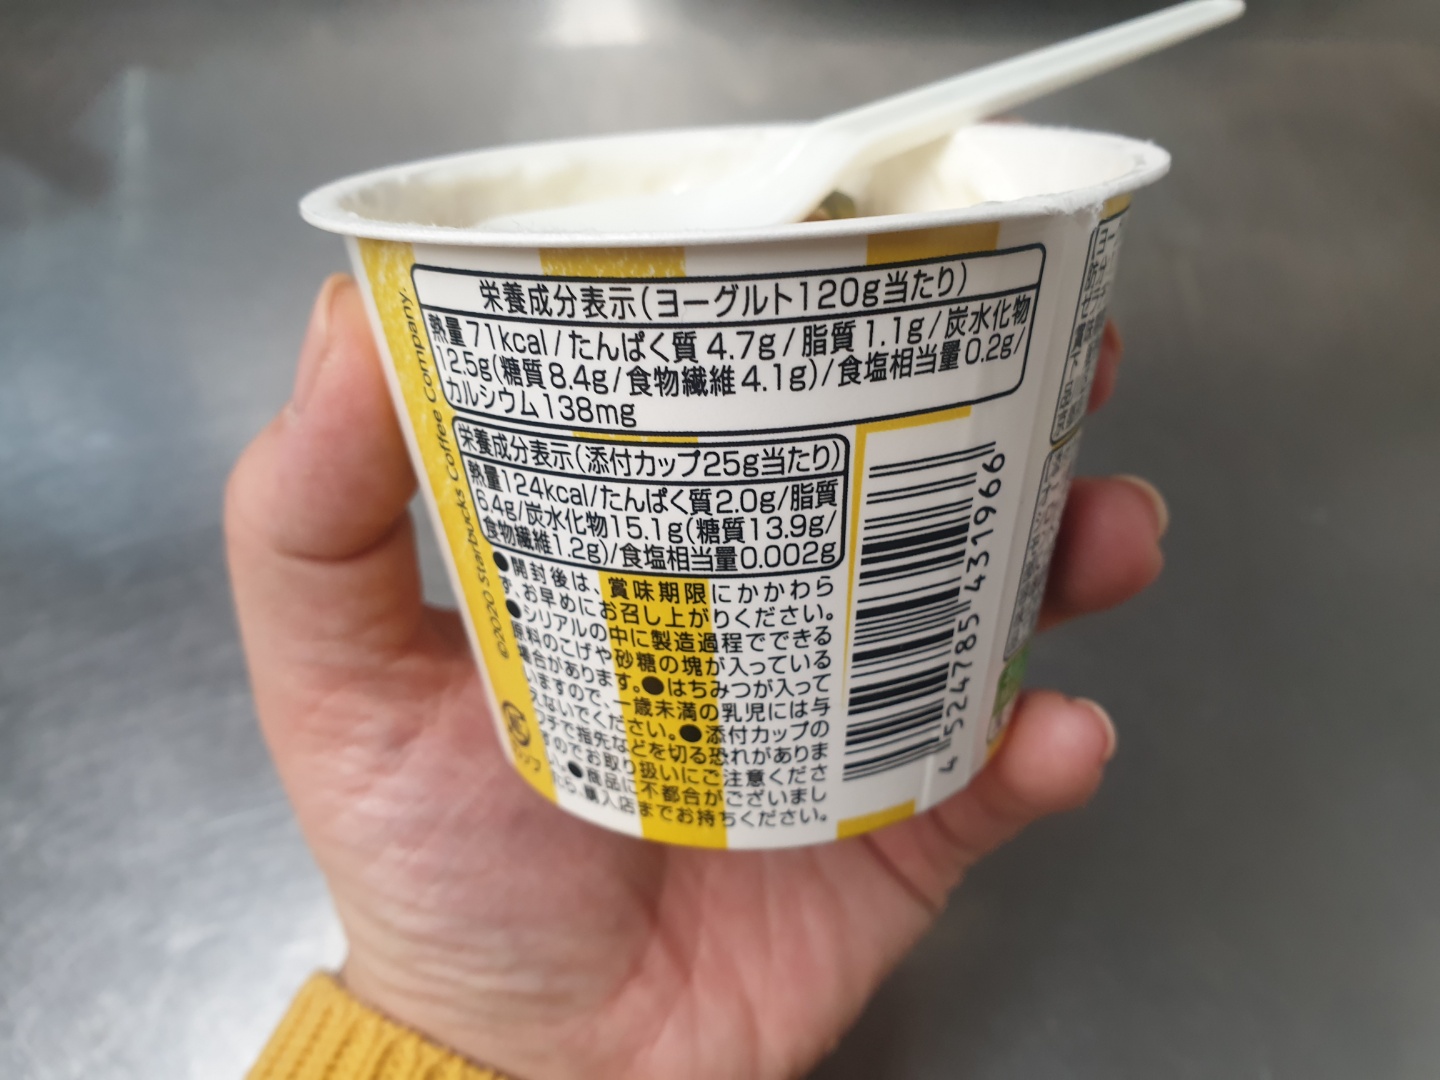 栄養成分表示(ヨーグルト120g当たり)
熱量71kcal/たんぱく質4.7g/脂質1.1g/炭水化物
12.5g(糖質8.4g/食物繊維4.1g)/食塩相当量0.2g/
カルシウム138mg
栄養成分表示(添付カップ25g当たり)
熱量124kcal/たんぱく質2.0g/脂質
6.4g/炭水化物15.1g(糖質13.9g/
食物繊維1.2g)/食塩相当量0.002g
●開封後は、賞味期限にかかわら
ず、お早めにお召し上がりください。
●シリアルの中に製造過程でできる
原料のこげや砂糖の塊が入っている
場合があります。●はちみつが入って
いますので、一歳未満の乳児には与
えないでください。●添付カップの
フチで指先などを切る恐れがありま
すのでお取り扱いにご注意くださ
い。●商品に不都合がございまし
たら、購入店までお持ちください。
©2020 Starbucks Coffee Company.
4 524785 431966